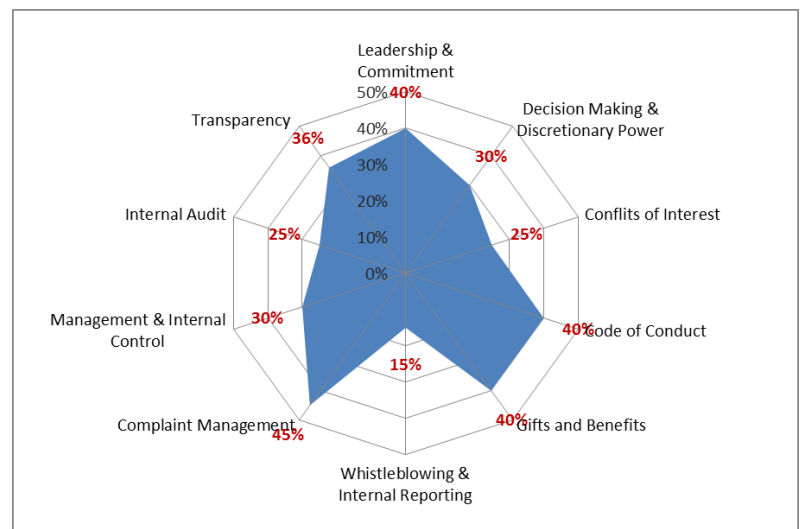 Leadership &
Commitment
50%
40%
Decision Making &
Discretionary Power
Transparency
36%
40%
30%
30%
20%
Internal Audit
25%
Conflits of Interest
25%
10%
0%
Management & Internal
Control
30%
Code of Conduct
40%
15%
Complaint Management
45%
Gifts and Benefits
40%
Whistleblowing &
Internal Reporting